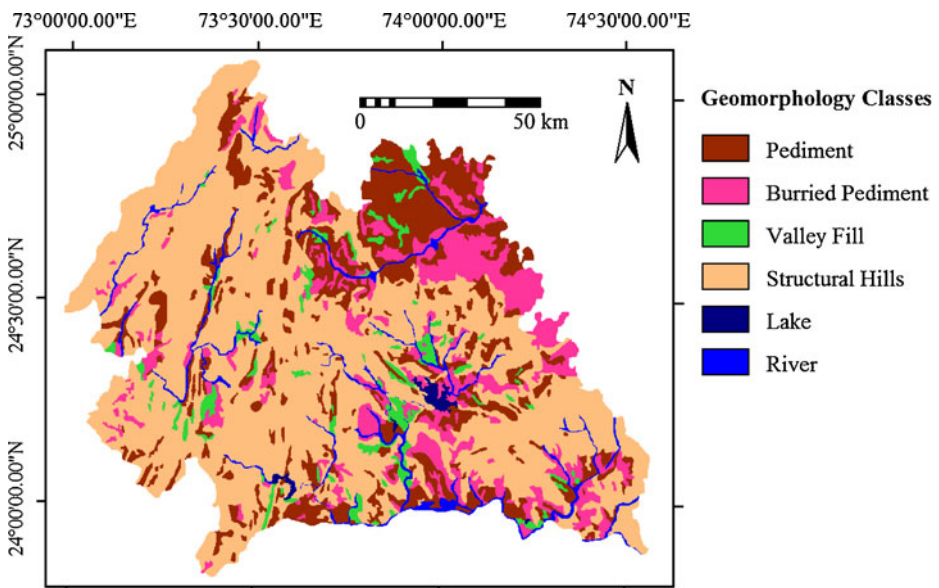 73°00'00.00"E 73°30'00.00"E 74°00'00.00"E 74°30'00.00"E
25°00'00.00"N
24°30'00.00"N
24°00'00.00"N
0 50 km
N
Geomorphology Classes
Pediment
Burried Pediment
Valley Fill
Structural Hills
Lake
River